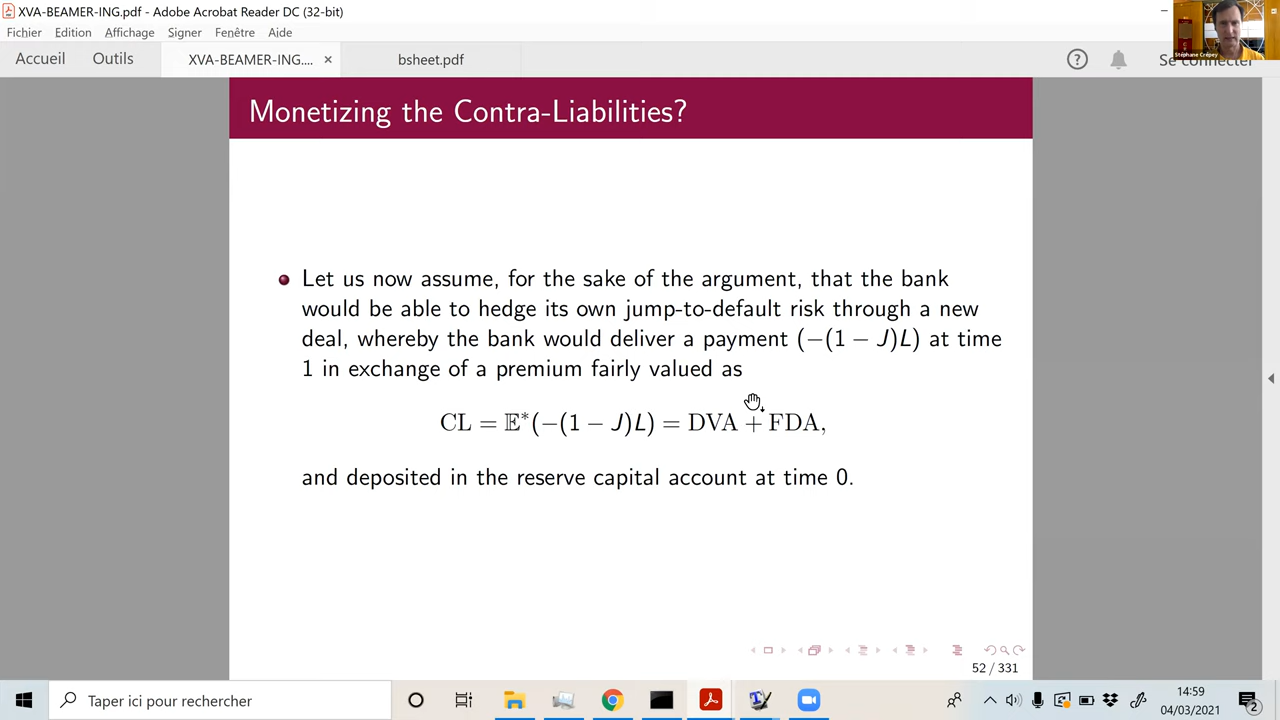 XVA-BEAMER-ING.pdf - Adobe Acrobat Reader DC (32-bit)
Fichier Edition Affichage Signer Fenêtre Aide
Accueil Outils XVA-BEAMER-ING.... × bsheet.pdf ? Se connecter
Stéphane Crépey
Monetizing the Contra-Liabilities?
Let us now assume, for the sake of the argument, that the bank
would be able to hedge its own jump-to-default risk through a new
deal, whereby the bank would deliver a payment (−(1 − J)L) at time
1 in exchange of a premium fairly valued as
CL = 𝔼*(−(1 − J)L) = DVA + FDA,
and deposited in the reserve capital account at time 0.
52 / 331
Taper ici pour rechercher
14:59
04/03/2021
2